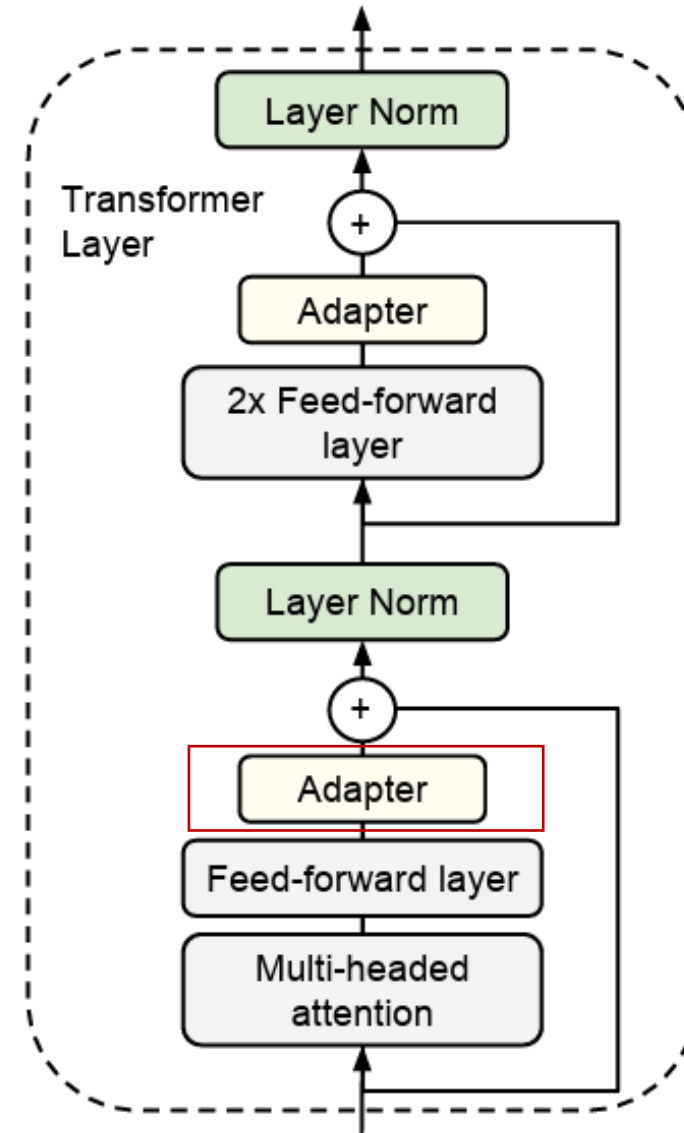 Layer Norm
Transformer
Layer
+
Adapter
2x Feed-forward
layer
Layer Norm
+
Adapter
Feed-forward layer
Multi-headed
attention